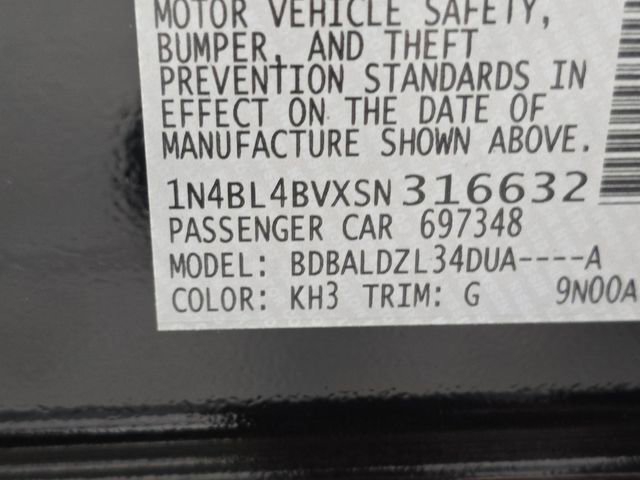 MOTOR VEHICLE SAFETY,
BUMPER, AND THEFT
PREVENTION STANDARDS IN
EFFECT ON THE DATE OF
MANUFACTURE SHOWN ABOVE.
1N4BL4BVXSN316632
PASSENGER CAR 697348
MODEL: BDBALDZL34DUA----A
COLOR: KH3 TRIM: G 9N00A